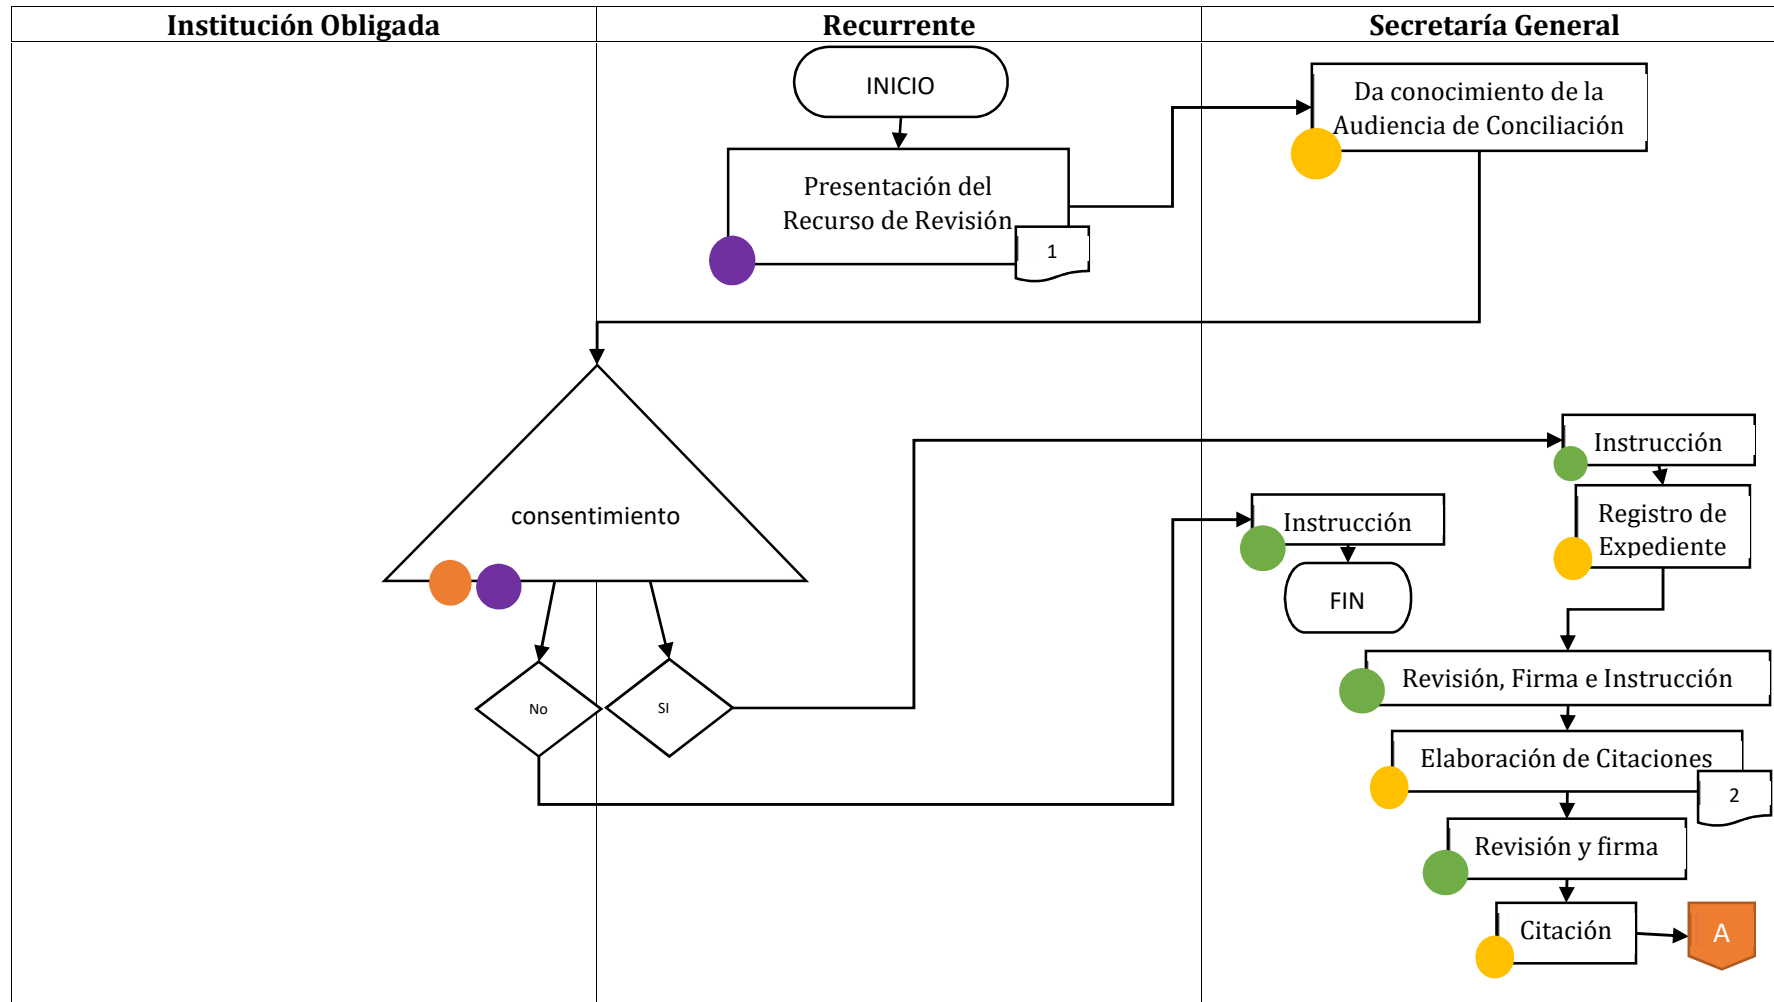 Institución Obligada
Recurrente
Secretaría General
INICIO
Da conocimiento de la
Audiencia de Conciliación
Presentación del
Recurso de Revisión
1
consentimiento
Instrucción
Registro de
Expediente
Instrucción
FIN
No
SI
Revisión, Firma e Instrucción
Elaboración de Citaciones
2
Revisión y firma
Citación
A